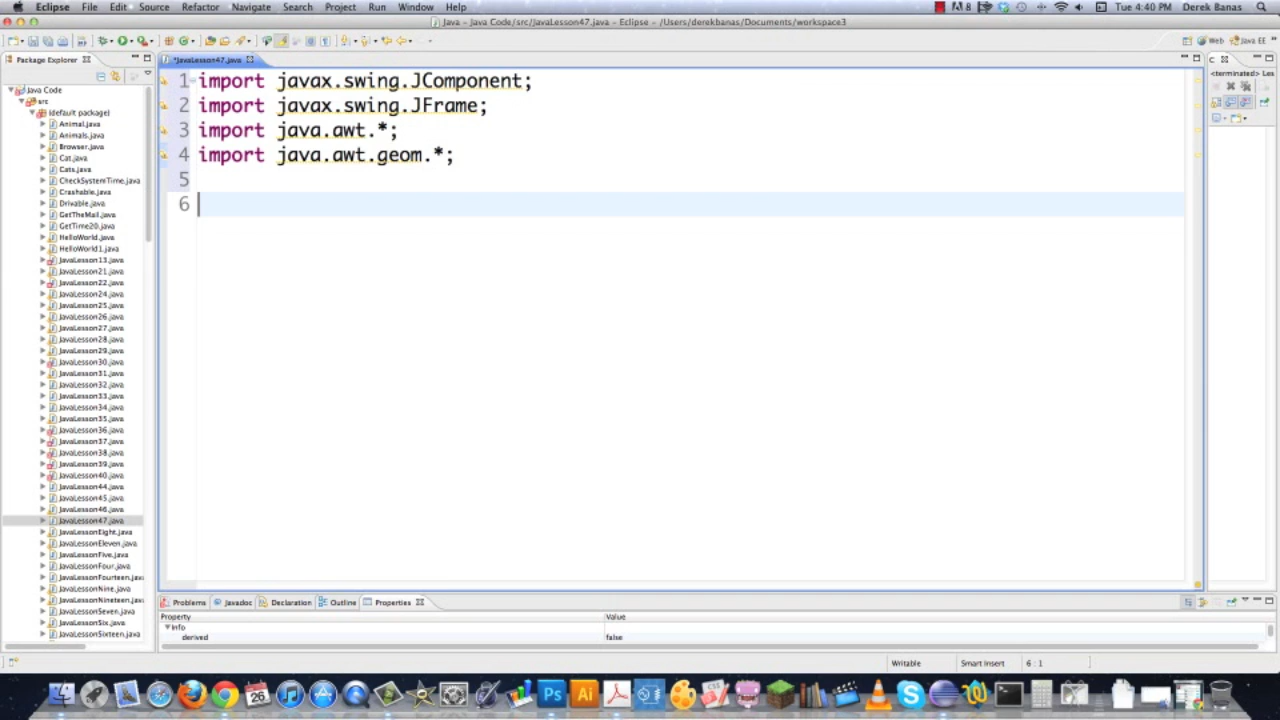 Eclipse File Edit Source Refactor Navigate Search Project Run Window Help 8 Tue 4:40 PM Derek Banas
Java - Java Code/src/JavaLesson47.java - Eclipse - /Users/derekbanas/Documents/workspace3
Web Java EE
Package Explorer
*JavaLesson47.java
<terminated> Les
Java Code
src
(default package)
Animal.java
Animals.java
Browser.java
Cat.java
Cats.java
CheckSystemTime.java
Crashable.java
Drivable.java
GetTheMail.java
GetTime20.java
HelloWorld.java
HelloWorld1.java
JavaLesson13.java
JavaLesson21.java
JavaLesson22.java
JavaLesson24.java
JavaLesson25.java
JavaLesson26.java
JavaLesson27.java
JavaLesson28.java
JavaLesson29.java
JavaLesson30.java
JavaLesson31.java
JavaLesson32.java
JavaLesson33.java
JavaLesson34.java
JavaLesson35.java
JavaLesson36.java
JavaLesson37.java
JavaLesson38.java
JavaLesson39.java
JavaLesson40.java
JavaLesson44.java
JavaLesson45.java
JavaLesson46.java
JavaLesson47.java
JavaLessonEight.java
JavaLessonEleven.java
JavaLessonFive.java
JavaLessonFour.java
JavaLessonFourteen.java
JavaLessonNine.java
JavaLessonNineteen.java
JavaLessonSeven.java
JavaLessonSix.java
JavaLessonSixteen.java
1 import javax.swing.JComponent;
2 import javax.swing.JFrame;
3 import java.awt.*;
4 import java.awt.geom.*;
5
6
Problems Javadoc Declaration Outline Properties
Property Value
Info
derived false
Writable Smart Insert 6 : 1
26 Ps Ai